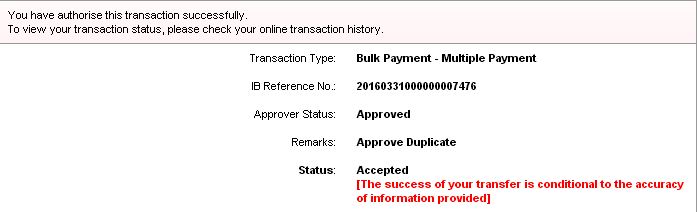 You have authorise this transaction successfully.
To view your transaction status, please check your online transaction history.
Transaction Type: Bulk Payment - Multiple Payment
IB Reference No.: 20160331000000007476
Approver Status: Approved
Remarks: Approve Duplicate
Status: Accepted
[The success of your transfer is conditional to the accuracy
of information provided]